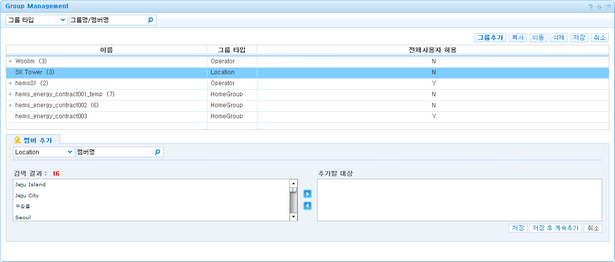 Group Management
그룹 타입 그룹명/멤버명
그룹추가 복사 이동 삭제 저장 취소
이름 그룹 타입 전체사용자 허용
Woolim (3) Operator N
SK Tower (3) Location N
hems01 (2) Operator Y
hems_energy_contract001_temp (7) HomeGroup N
hems_energy_contract002 (6) HomeGroup N
hems_energy_contract003 HomeGroup Y
멤버 추가
Location 멤버명
검색 결과 : 16 추가할 대상
Jeju Island
Jeju City
Seoul
저장 저장 후 계속추가 취소